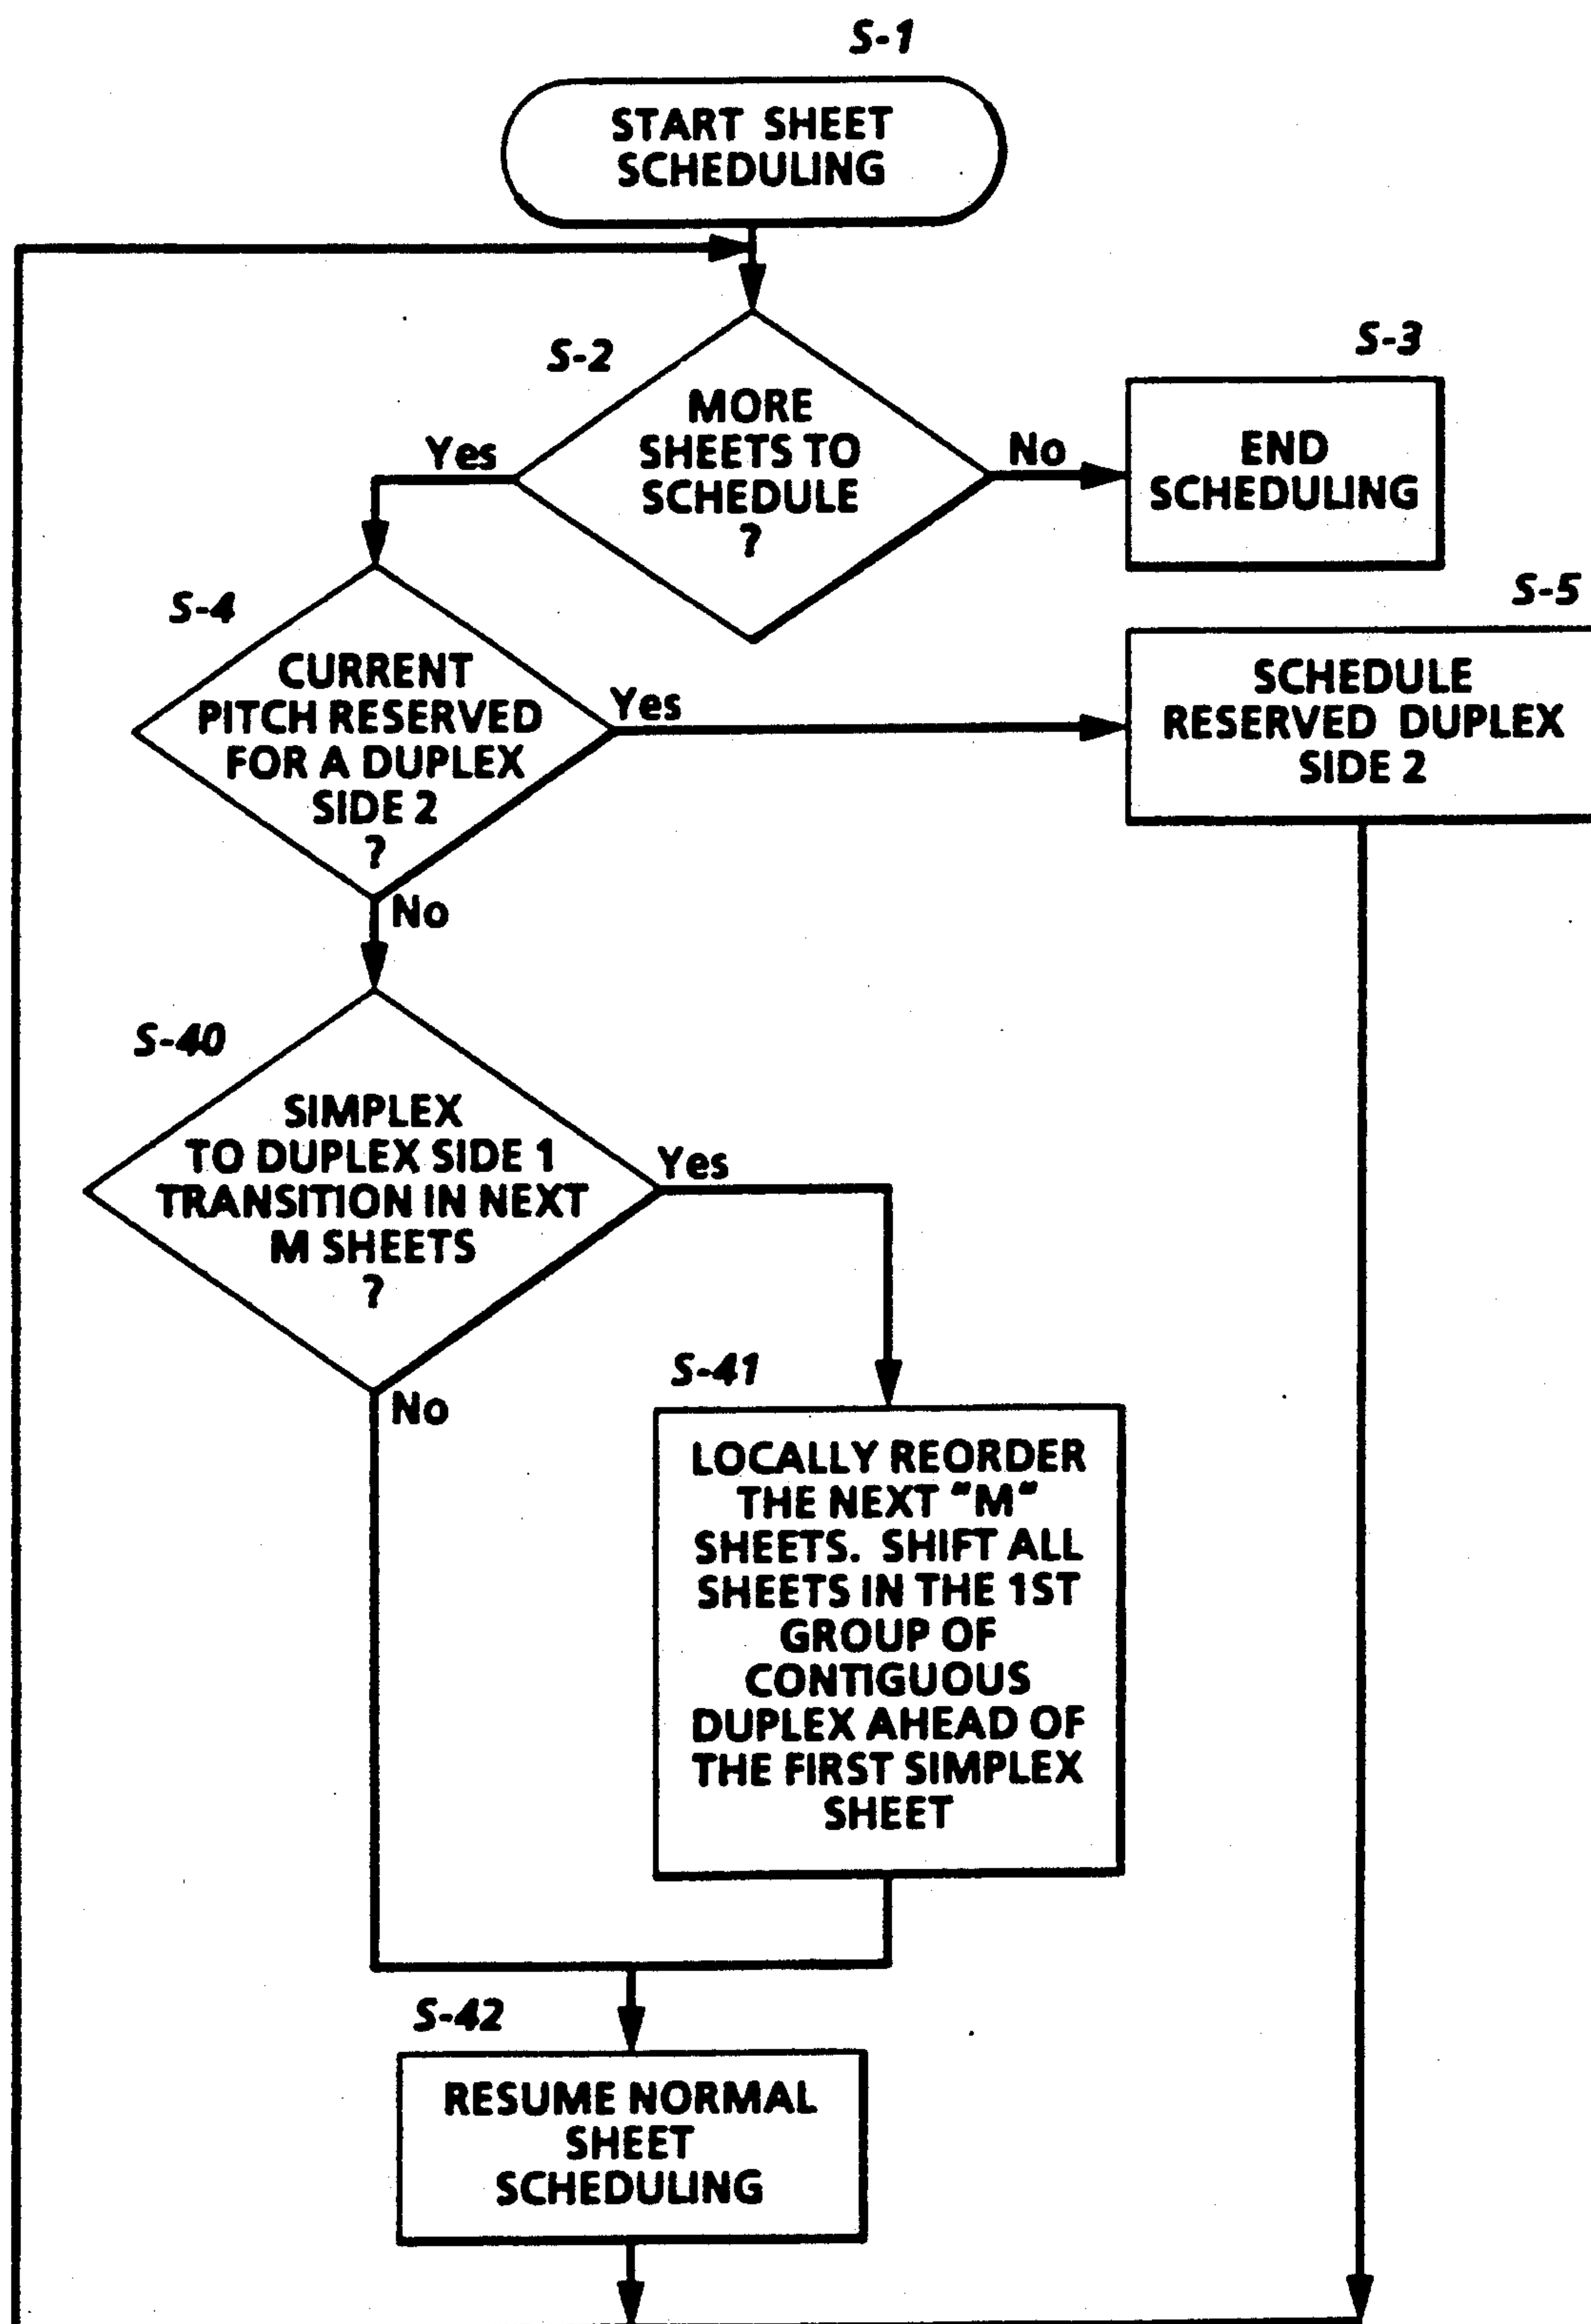 S-1
START SHEET
SCHEDULING
S-2
MORE
SHEETS TO
SCHEDULE
?
Yes
No
S-3
END
SCHEDULING
S-4
CURRENT
PITCH RESERVED
FOR A DUPLEX
SIDE 2
?
Yes
No
S-5
SCHEDULE
RESERVED DUPLEX
SIDE 2
S-40
SIMPLEX
TO DUPLEX SIDE 1
TRANSITION IN NEXT
M SHEETS
?
Yes
No
S-41
LOCALLY REORDER
THE NEXT "M"
SHEETS. SHIFT ALL
SHEETS IN THE 1ST
GROUP OF
CONTIGUOUS
DUPLEX AHEAD OF
THE FIRST SIMPLEX
SHEET
S-42
RESUME NORMAL
SHEET
SCHEDULING